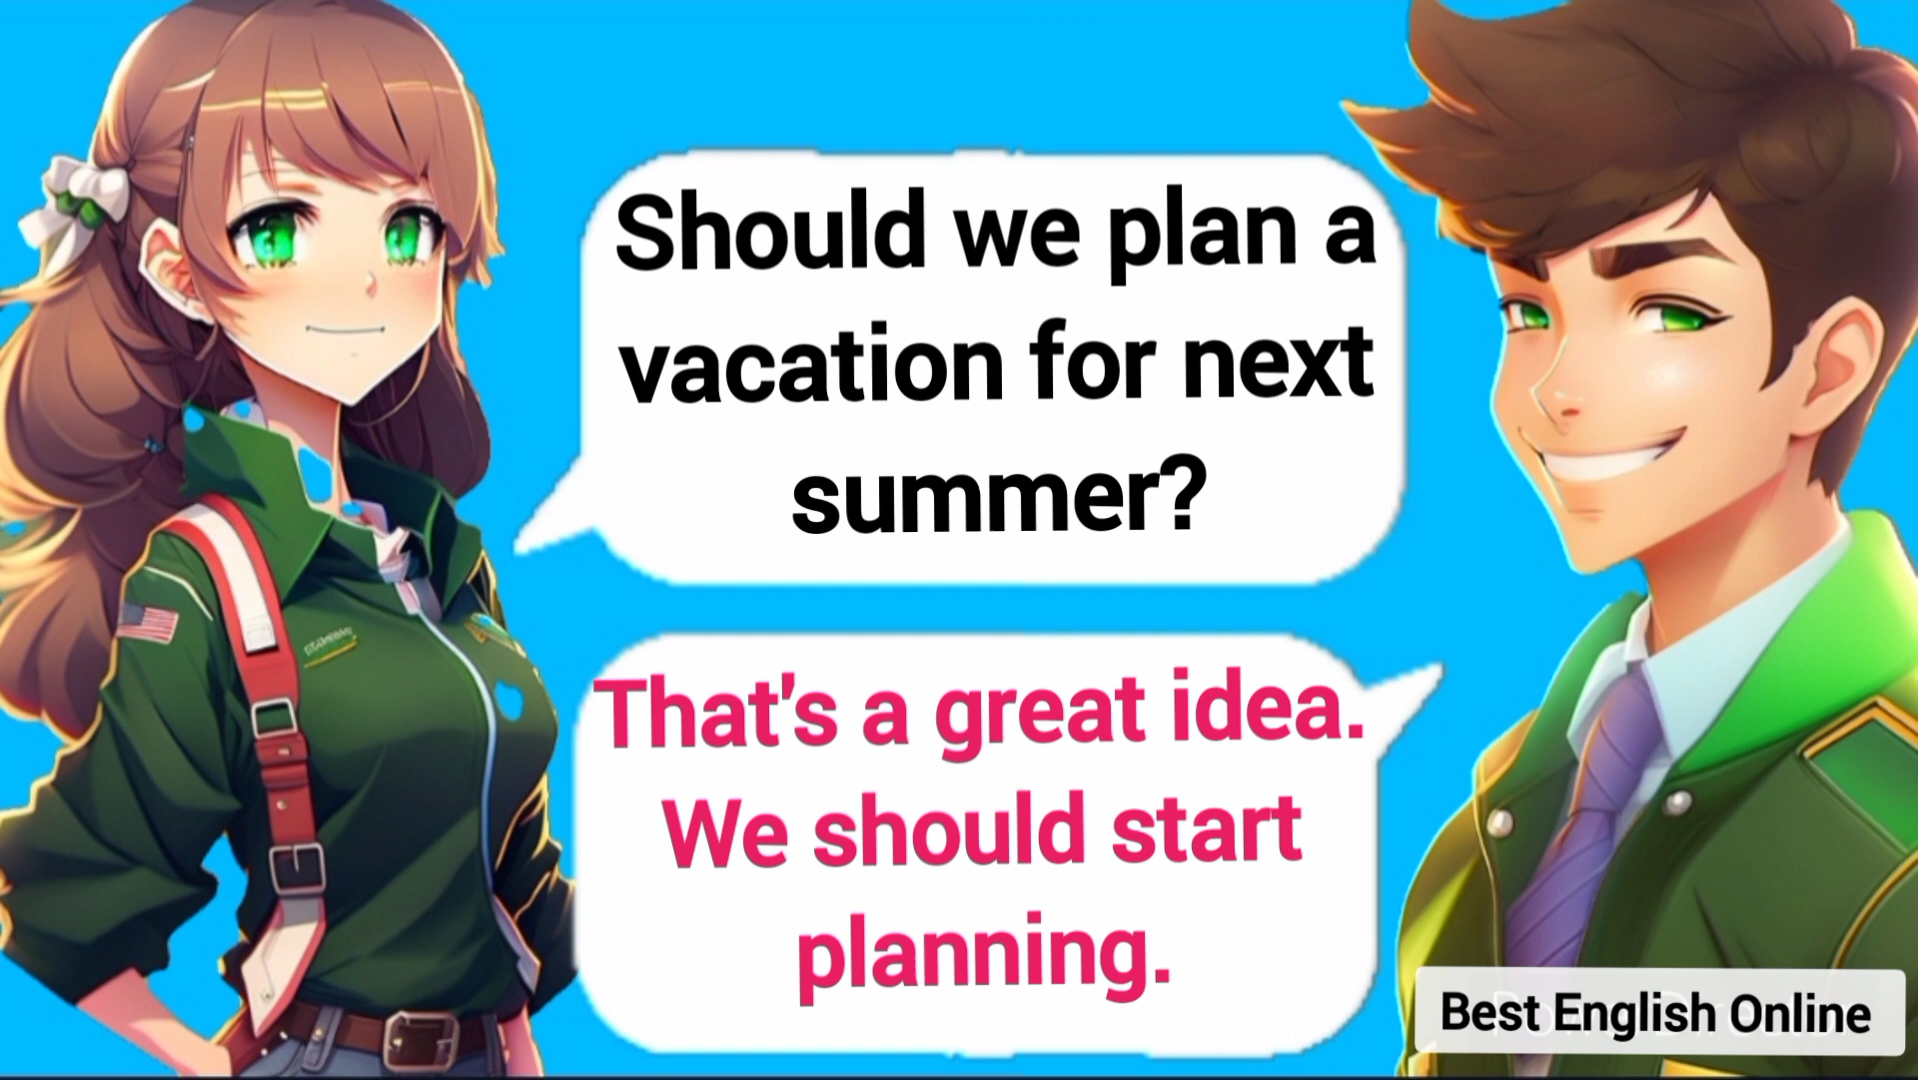 Should we plan a
vacation for next
summer?
That's a great idea.
We should start
planning.
Best English Online